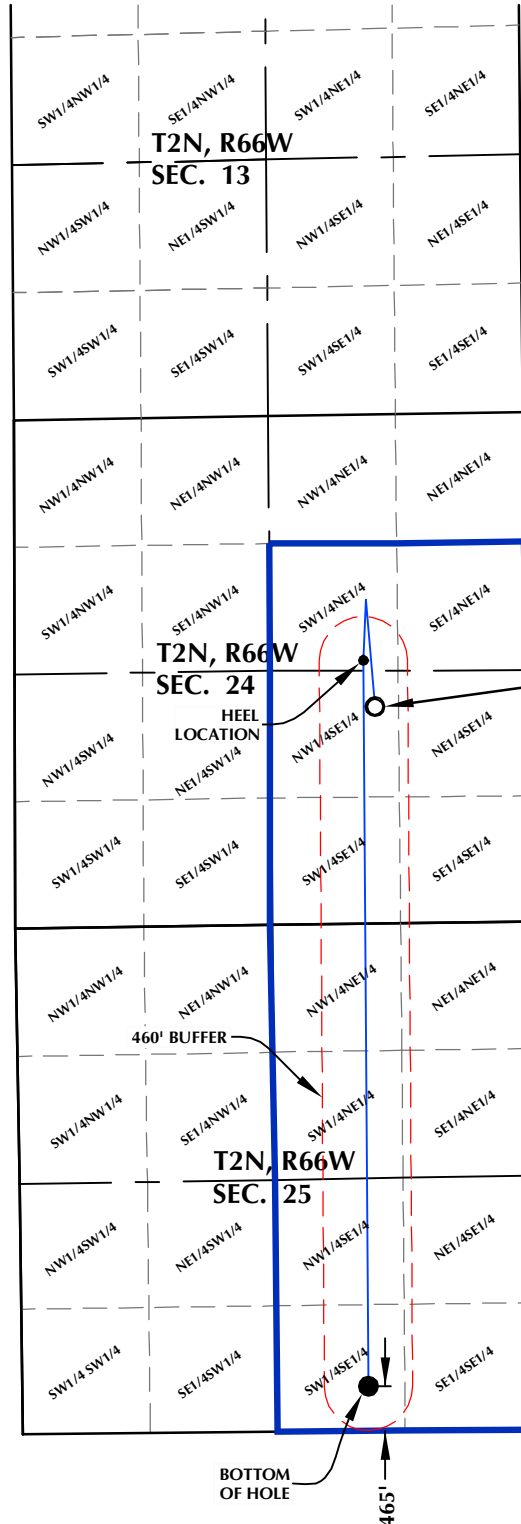 SW1/4NW1/4
SE1/4NW1/4
SW1/4NE1/4
SE1/4NE1/4
T2N, R66W
SEC. 13
NW1/4SW1/4
NE1/4SW1/4
NW1/4SE1/4
NE1/4SE1/4
SW1/4SW1/4
SE1/4SW1/4
SW1/4SE1/4
SE1/4SE1/4
NW1/4NW1/4
NE1/4NW1/4
NW1/4NE1/4
NE1/4NE1/4
SW1/4NW1/4
SE1/4NW1/4
SW1/4NE1/4
SE1/4NE1/4
T2N, R66W
SEC. 24
HEEL
LOCATION
NW1/4SW1/4
NE1/4SW1/4
NW1/4SE1/4
NE1/4SE1/4
SW1/4SW1/4
SE1/4SW1/4
SW1/4SE1/4
SE1/4SE1/4
NW1/4NW1/4
NE1/4NW1/4
NW1/4NE1/4
NE1/4NE1/4
460' BUFFER
SW1/4NW1/4
SE1/4NW1/4
SW1/4NE1/4
SE1/4NE1/4
T2N, R66W
SEC. 25
NW1/4SW1/4
NE1/4SW1/4
NW1/4SE1/4
NE1/4SE1/4
SW1/4 SW1/4
SE1/4SW1/4
SW1/4SE1/4
SE1/4SE1/4
BOTTOM
OF HOLE
465'